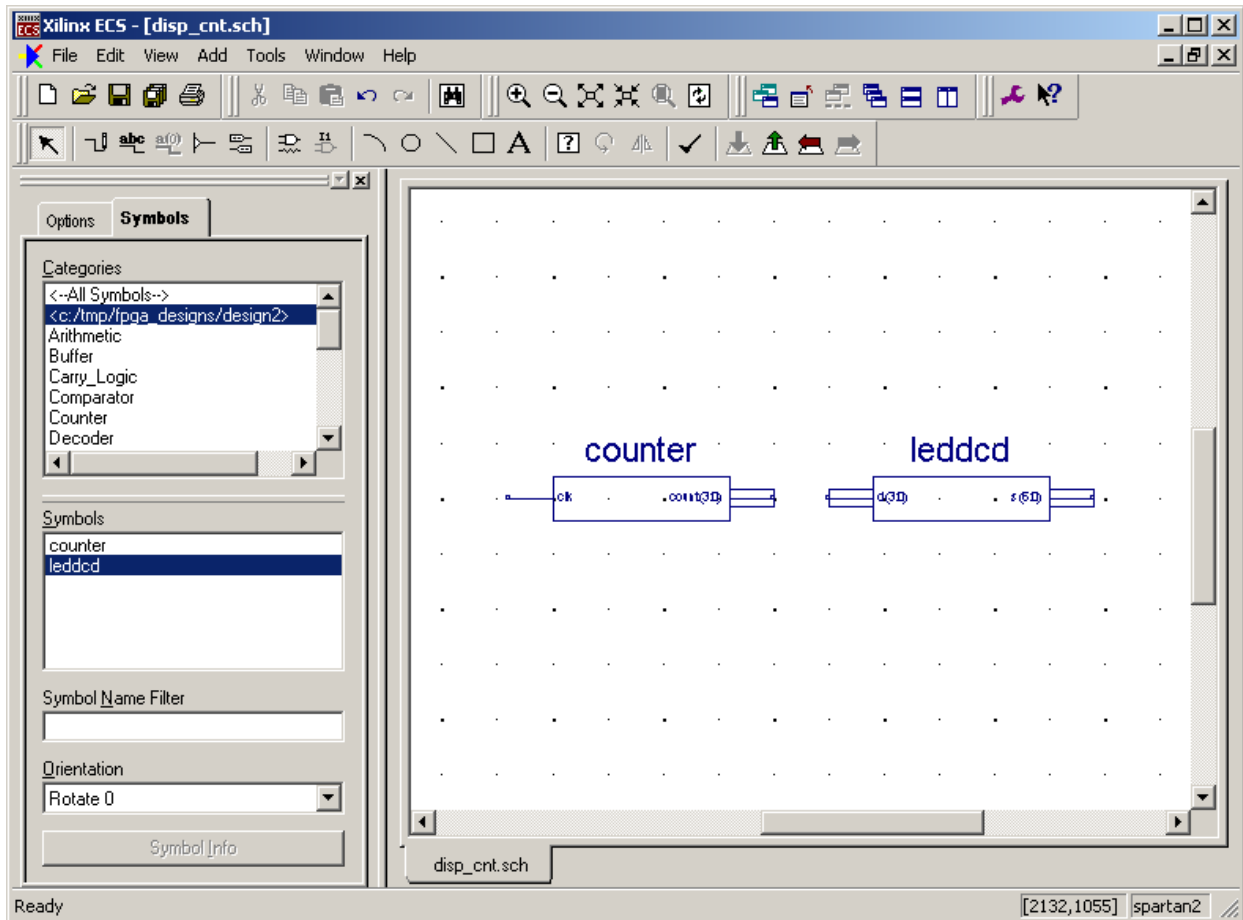 Xilinx ECS - [disp_cnt.sch]
File Edit View Add Tools Window Help
abc
A
Options Symbols
Categories
<--All Symbols-->
<c:/tmp/fpga_designs/design2>
Arithmetic
Buffer
Carry_Logic
Comparator
Counter
Decoder
Symbols
counter
leddcd
Symbol Name Filter
Orientation
Rotate 0
Symbol Info
counter leddcd
clk count(3:0) d(3:0) s(6:0)
disp_cnt.sch
Ready [2132,1055] spartan2